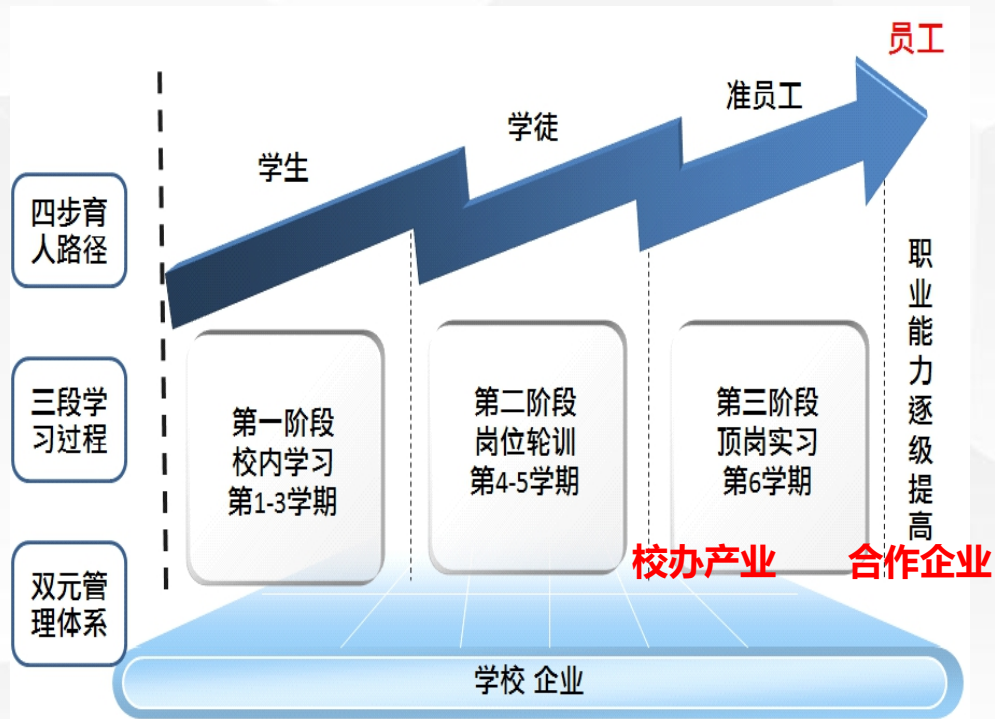 员工
准员工
学徒
学生
四步育
人路径
三段学
习过程
双元管
理体系
第一阶段
校内学习
第1-3学期
第二阶段
岗位轮训
第4-5学期
第三阶段
顶岗实习
第6学期
职业能力逐级提高
校办产业
合作企业
学校 企业